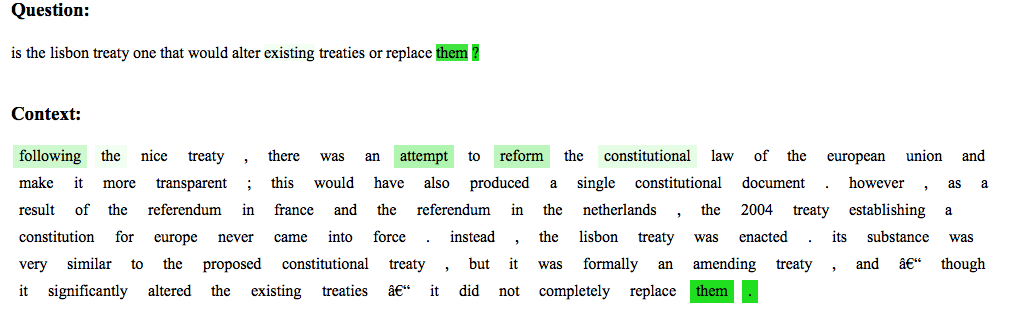 Question:
is the lisbon treaty one that would alter existing treaties or replace them ?
Context:
following the nice treaty , there was an attempt to reform the constitutional law of the european union and
make it more transparent ; this would have also produced a single constitutional document . however , as a
result of the referendum in france and the referendum in the netherlands , the 2004 treaty establishing a
constitution for europe never came into force . instead , the lisbon treaty was enacted . its substance was
very similar to the proposed constitutional treaty , but it was formally an amending treaty , and â€“ though
it significantly altered the existing treaties â€“ it did not completely replace them .